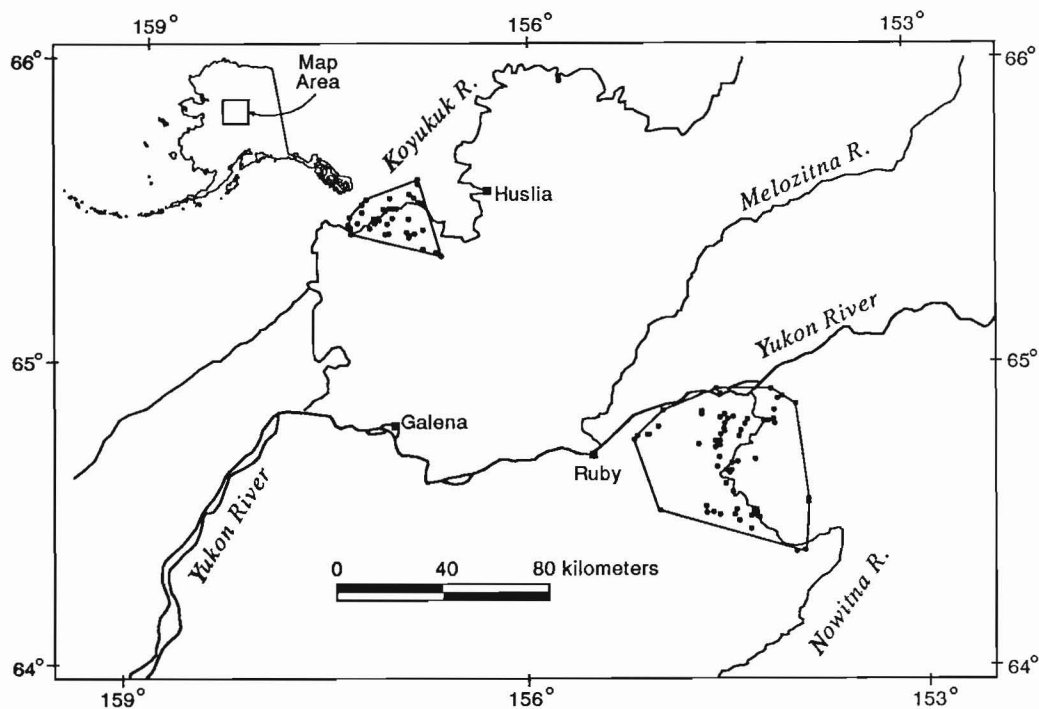 159° 156° 153°
66° 66°
Map
Area
Koyukuk R.
Huslia
Melozitna R.
Yukon River
65° 65°
Galena
Ruby
Yukon River
0 40 80 kilometers
Nowitna R.
64° 64°
159° 156° 153°